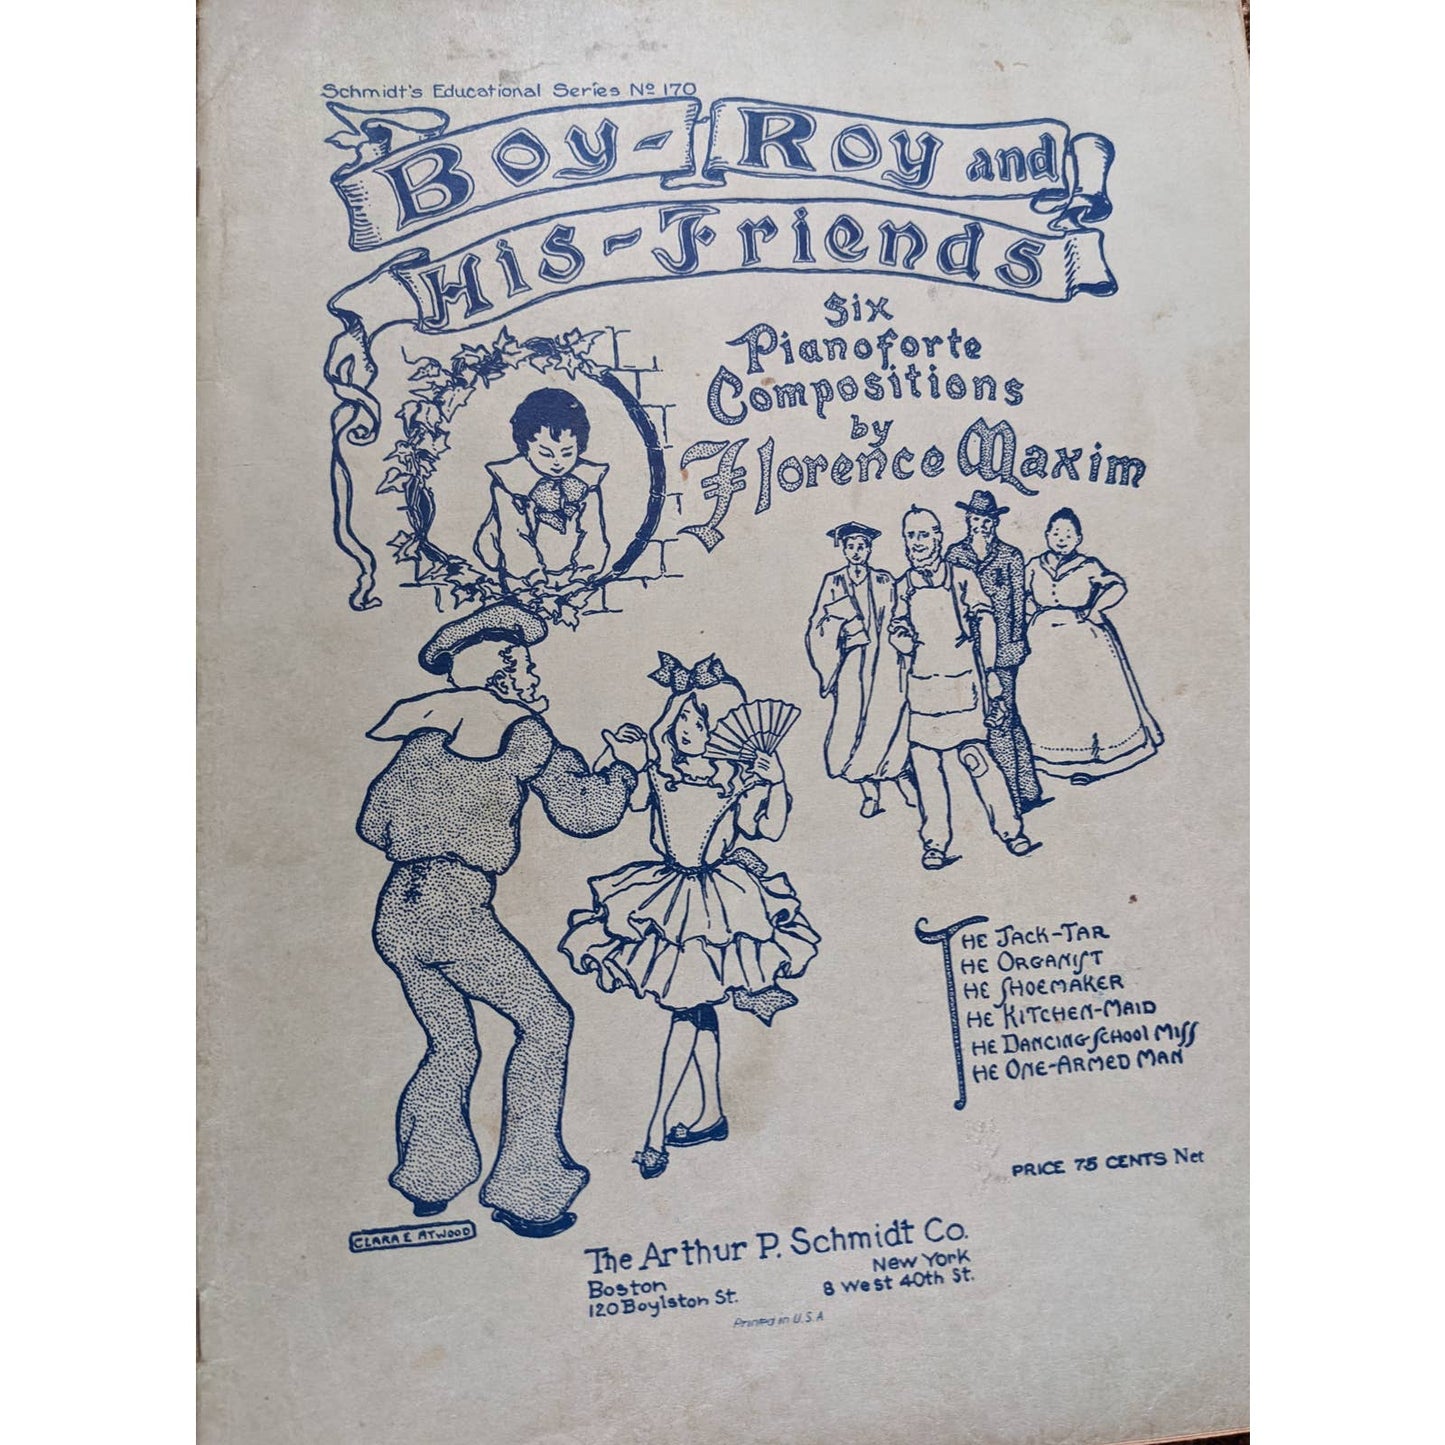 Schmidt's Educational Series Nº 170
Boy-Roy and
His-Friends
Six
Pianoforte
Compositions
by
Florence Maxim
The Jack-Tar
The Organist
The Shoemaker
The Kitchen-Maid
The Dancing-School Miss
The One-Armed Man
PRICE 75 CENTS Net
CLARA E ATWOOD
The Arthur P. Schmidt Co.
Boston
120 Boylston St.
New York
8 West 40th St.
Printed in U.S.A